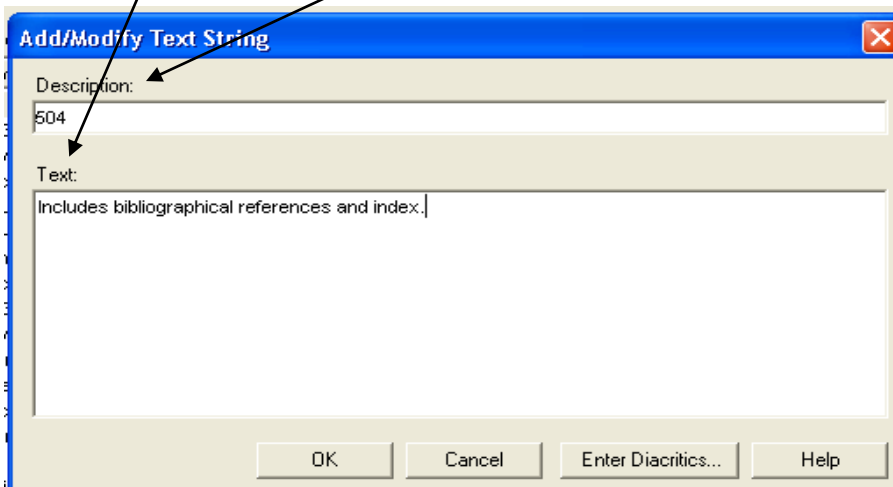 Add/Modify Text String
Description:
504
Text:
Includes bibliographical references and index.
OK Cancel Enter Diacritics... Help